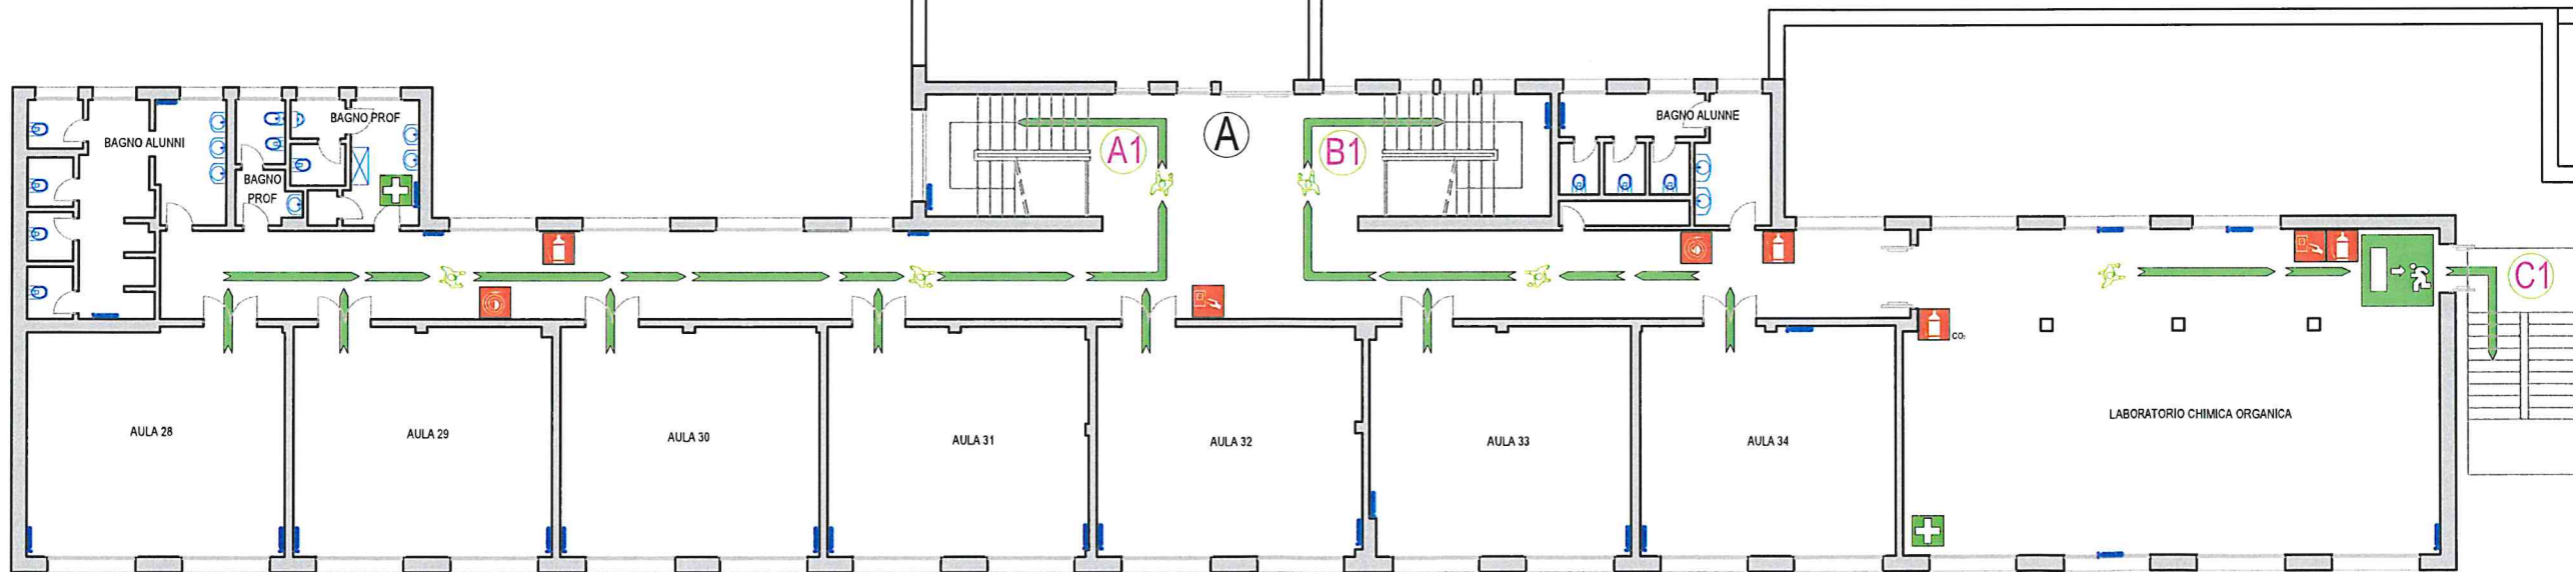 BAGNO PROF
BAGNO ALUNNI
BAGNO
PROF
A1
A
B1
BAGNO ALUNNE
C1
CO₂
AULA 28
AULA 29
AULA 30
AULA 31
AULA 32
AULA 33
AULA 34
LABORATORIO CHIMICA ORGANICA